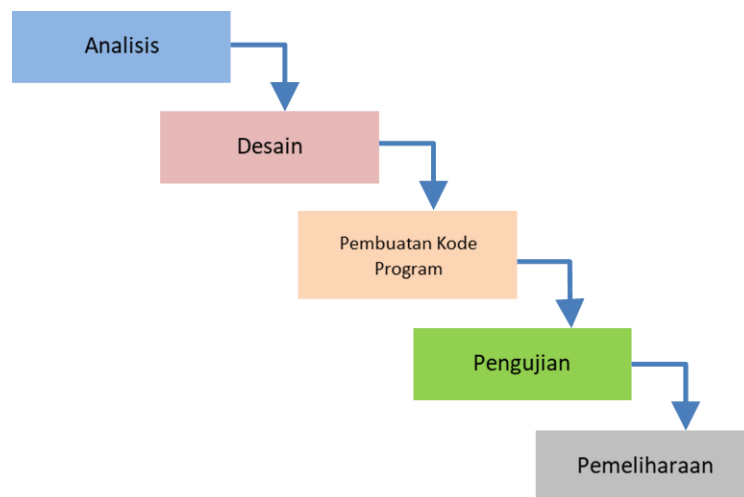 Analisis
Desain
Pembuatan Kode
Program
Pengujian
Pemeliharaan